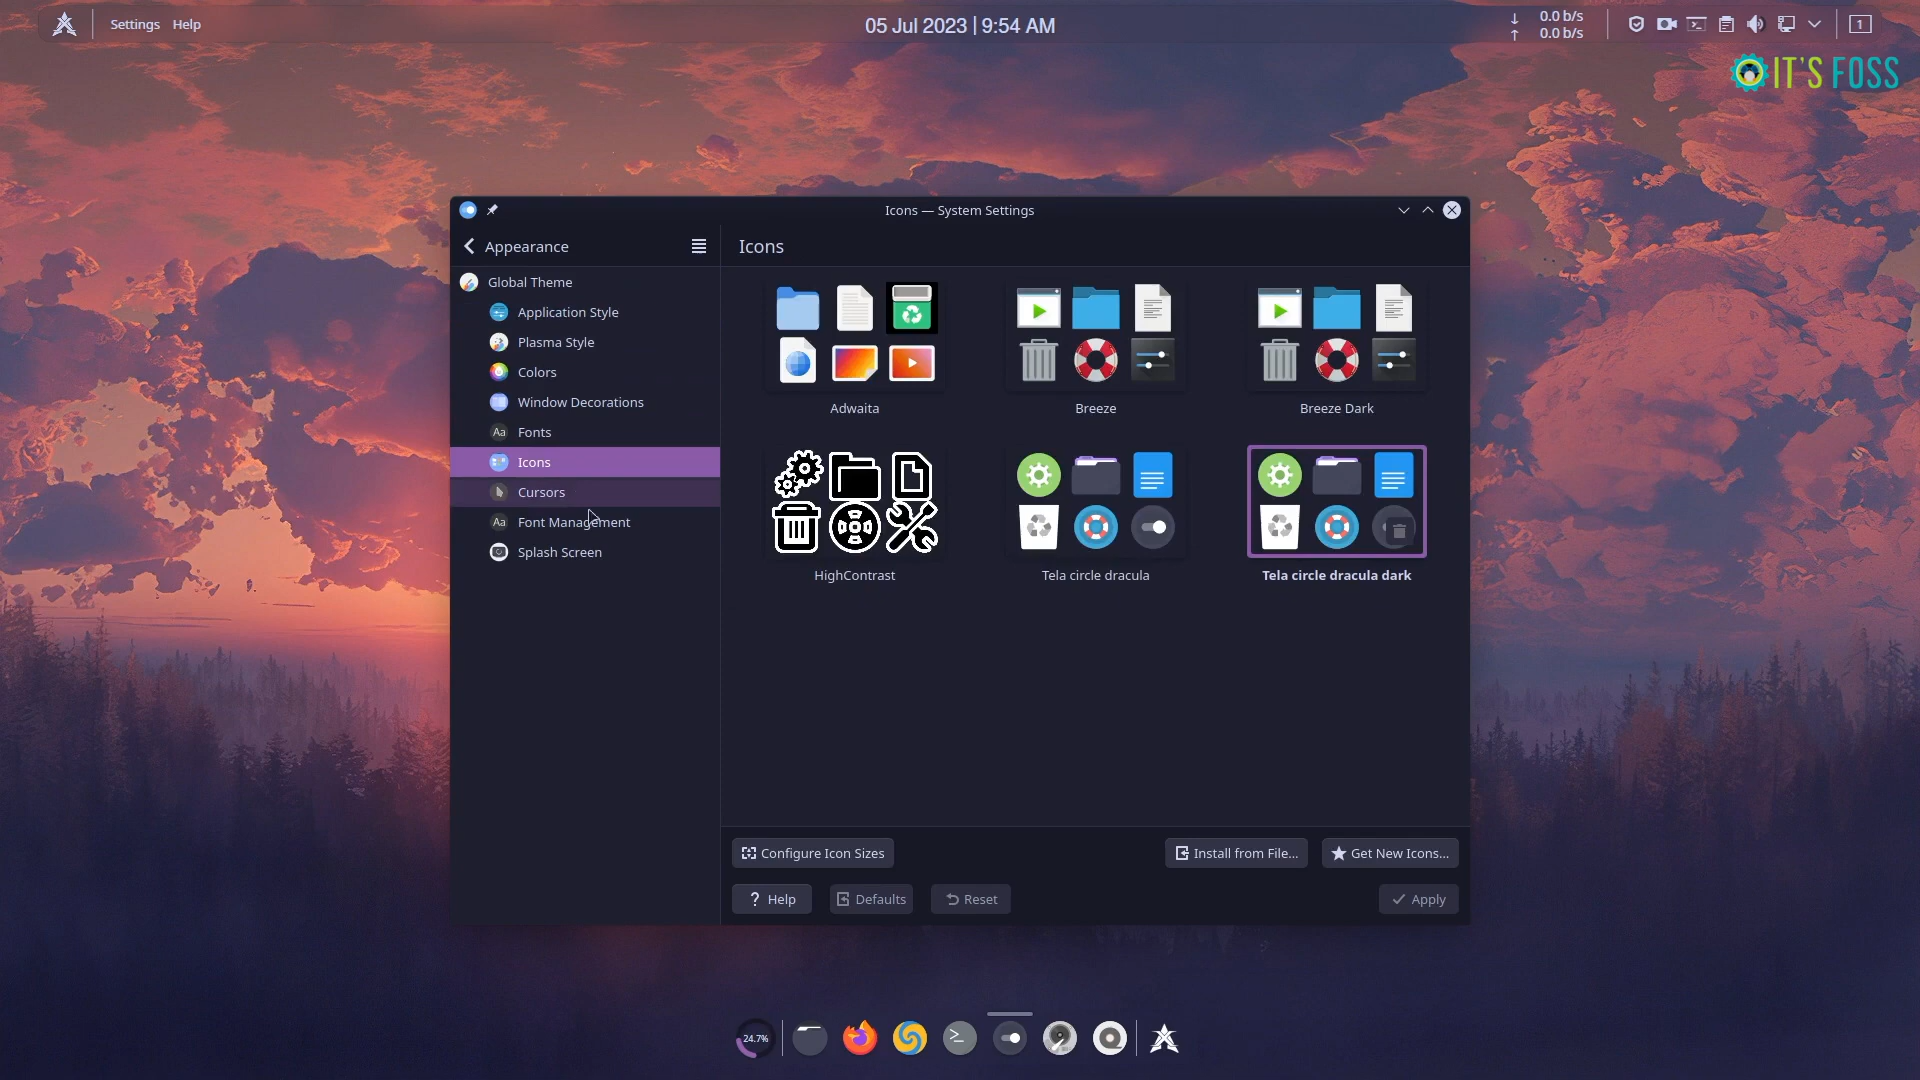 Settings Help
05 Jul 2023 | 9:54 AM
↓ 0.0 b/s
↑ 0.0 b/s
1
IT'S FOSS
Icons — System Settings
Appearance
Icons
Global Theme
Application Style
Plasma Style
Colors
Window Decorations
Aa Fonts
Icons
Cursors
Aa Font Management
Splash Screen
Adwaita
Breeze
Breeze Dark
HighContrast
Tela circle dracula
Tela circle dracula dark
Configure Icon Sizes
Install from File...
Get New Icons...
? Help
Defaults
Reset
Apply
24.7%